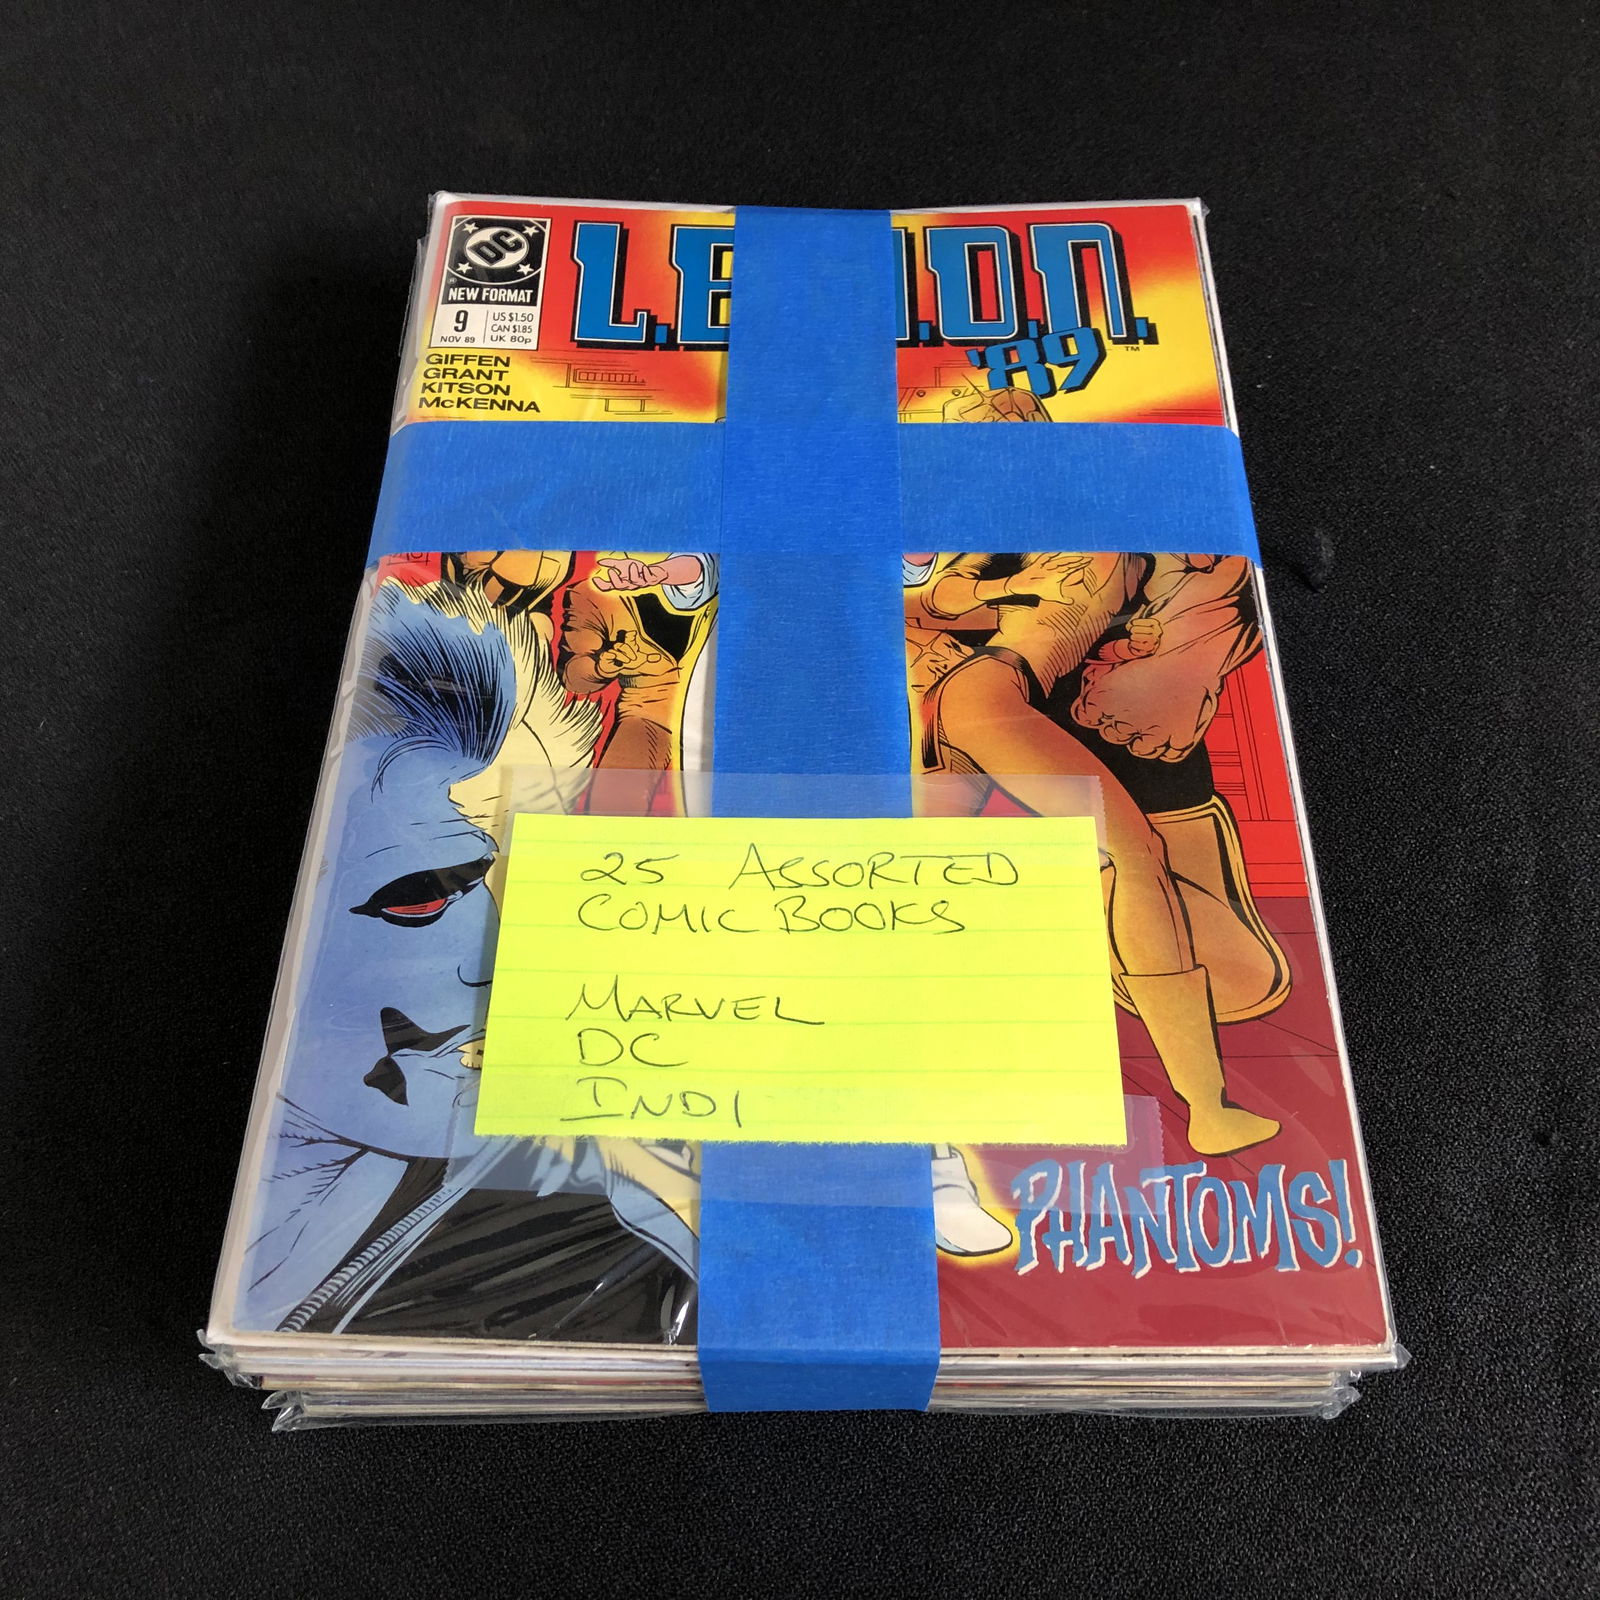 DC
NEW FORMAT
9
NOV 89
US $1.50
CAN $1.85
UK 80p
L.E .O.N.
'89
TM
GIFFEN
GRANT
KITSON
McKENNA
25 ASSORTED
COMIC BOOKS
MARVEL
DC
INDI
PHANTOMS!